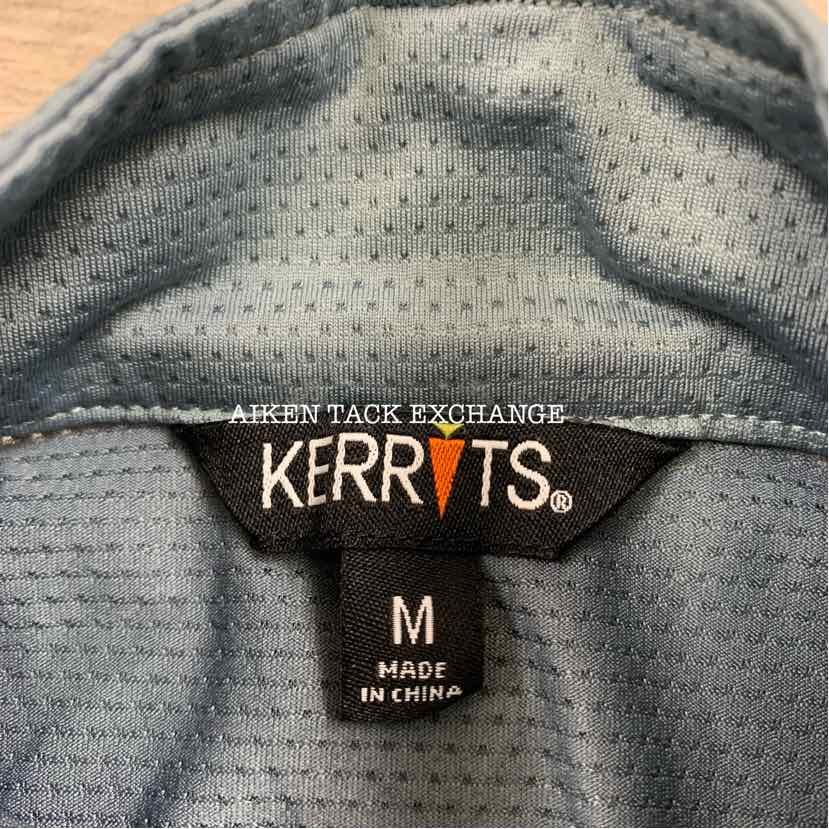 AIKEN TACK EXCHANGE
KERRITS®
M
MADE
IN CHINA